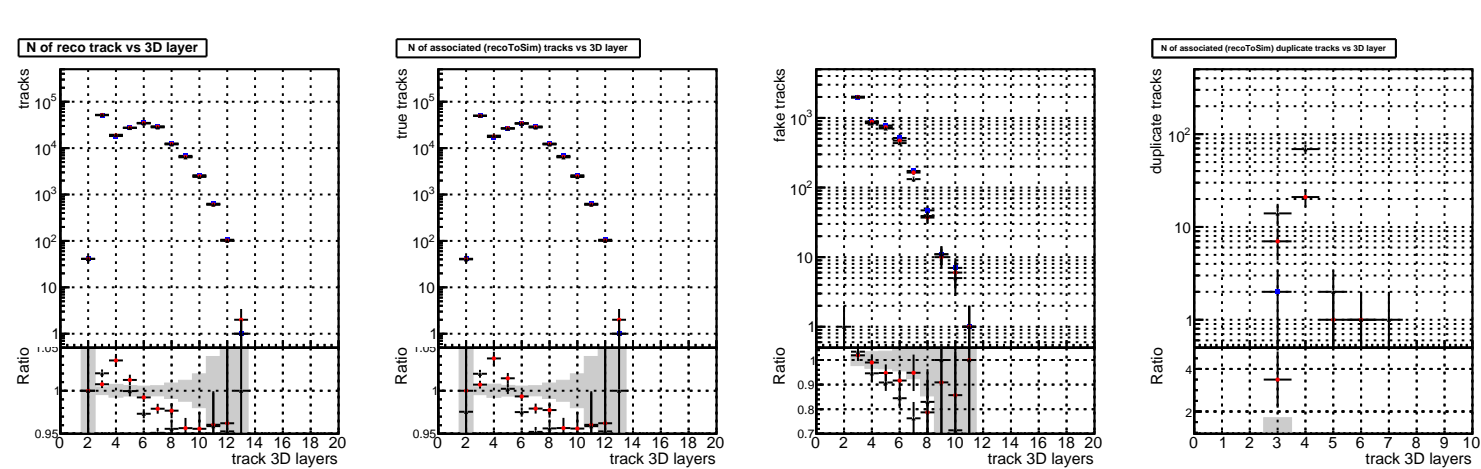 N of reco track vs 3D layer
tracks
10^5
10^4
10^3
10^2
10
1
Ratio
1.05
1
0.95
0 2 4 6 8 10 12 14 16 18 20
track 3D layers
N of associated (recoToSim) tracks vs 3D layer
true tracks
10^5
10^4
10^3
10^2
10
1
Ratio
1.05
1
0.95
0 2 4 6 8 10 12 14 16 18 20
track 3D layers
fake tracks
10^3
10^2
10
1
Ratio
1
0.9
0.8
0.7
0 2 4 6 8 10 12 14 16 18 20
track 3D layers
N of associated (recoToSim) duplicate tracks vs 3D layer
duplicate tracks
10^2
10
1
Ratio
4
2
0 1 2 3 4 5 6 7 8 9 10
track 3D layers